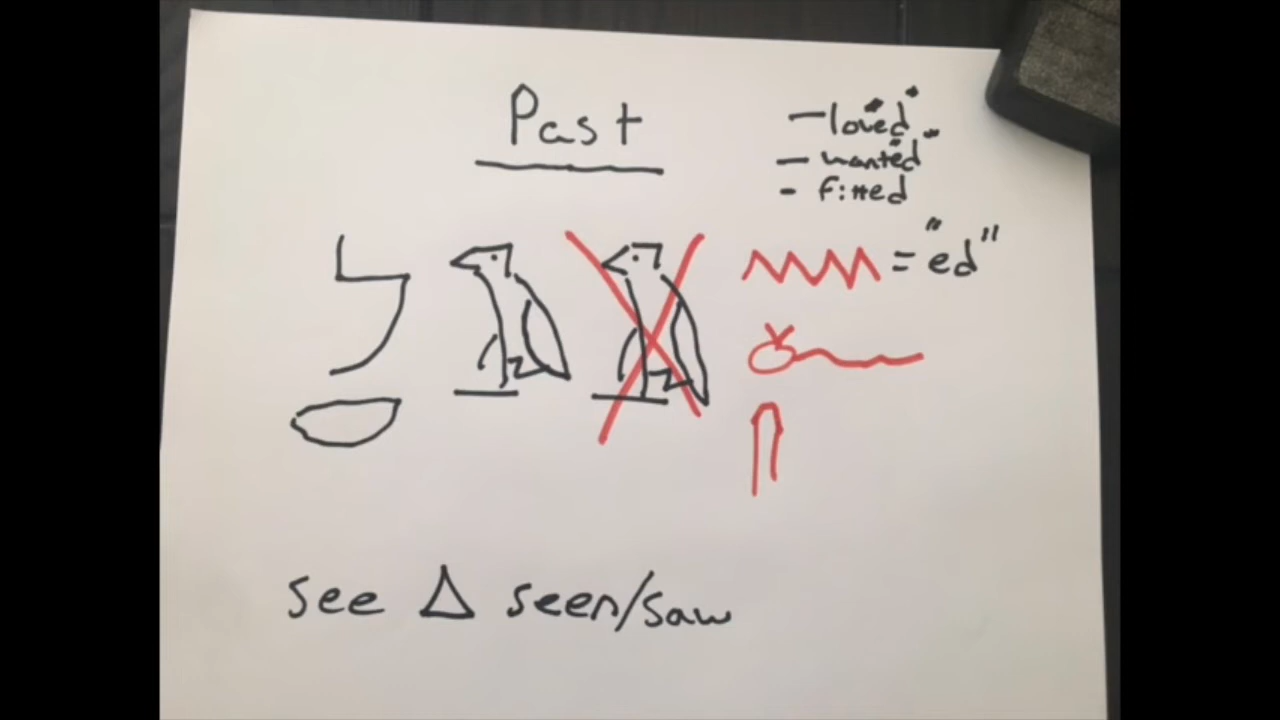 Past
- loved
- wanted
- fitted
= "ed"
see Δ seen/saw